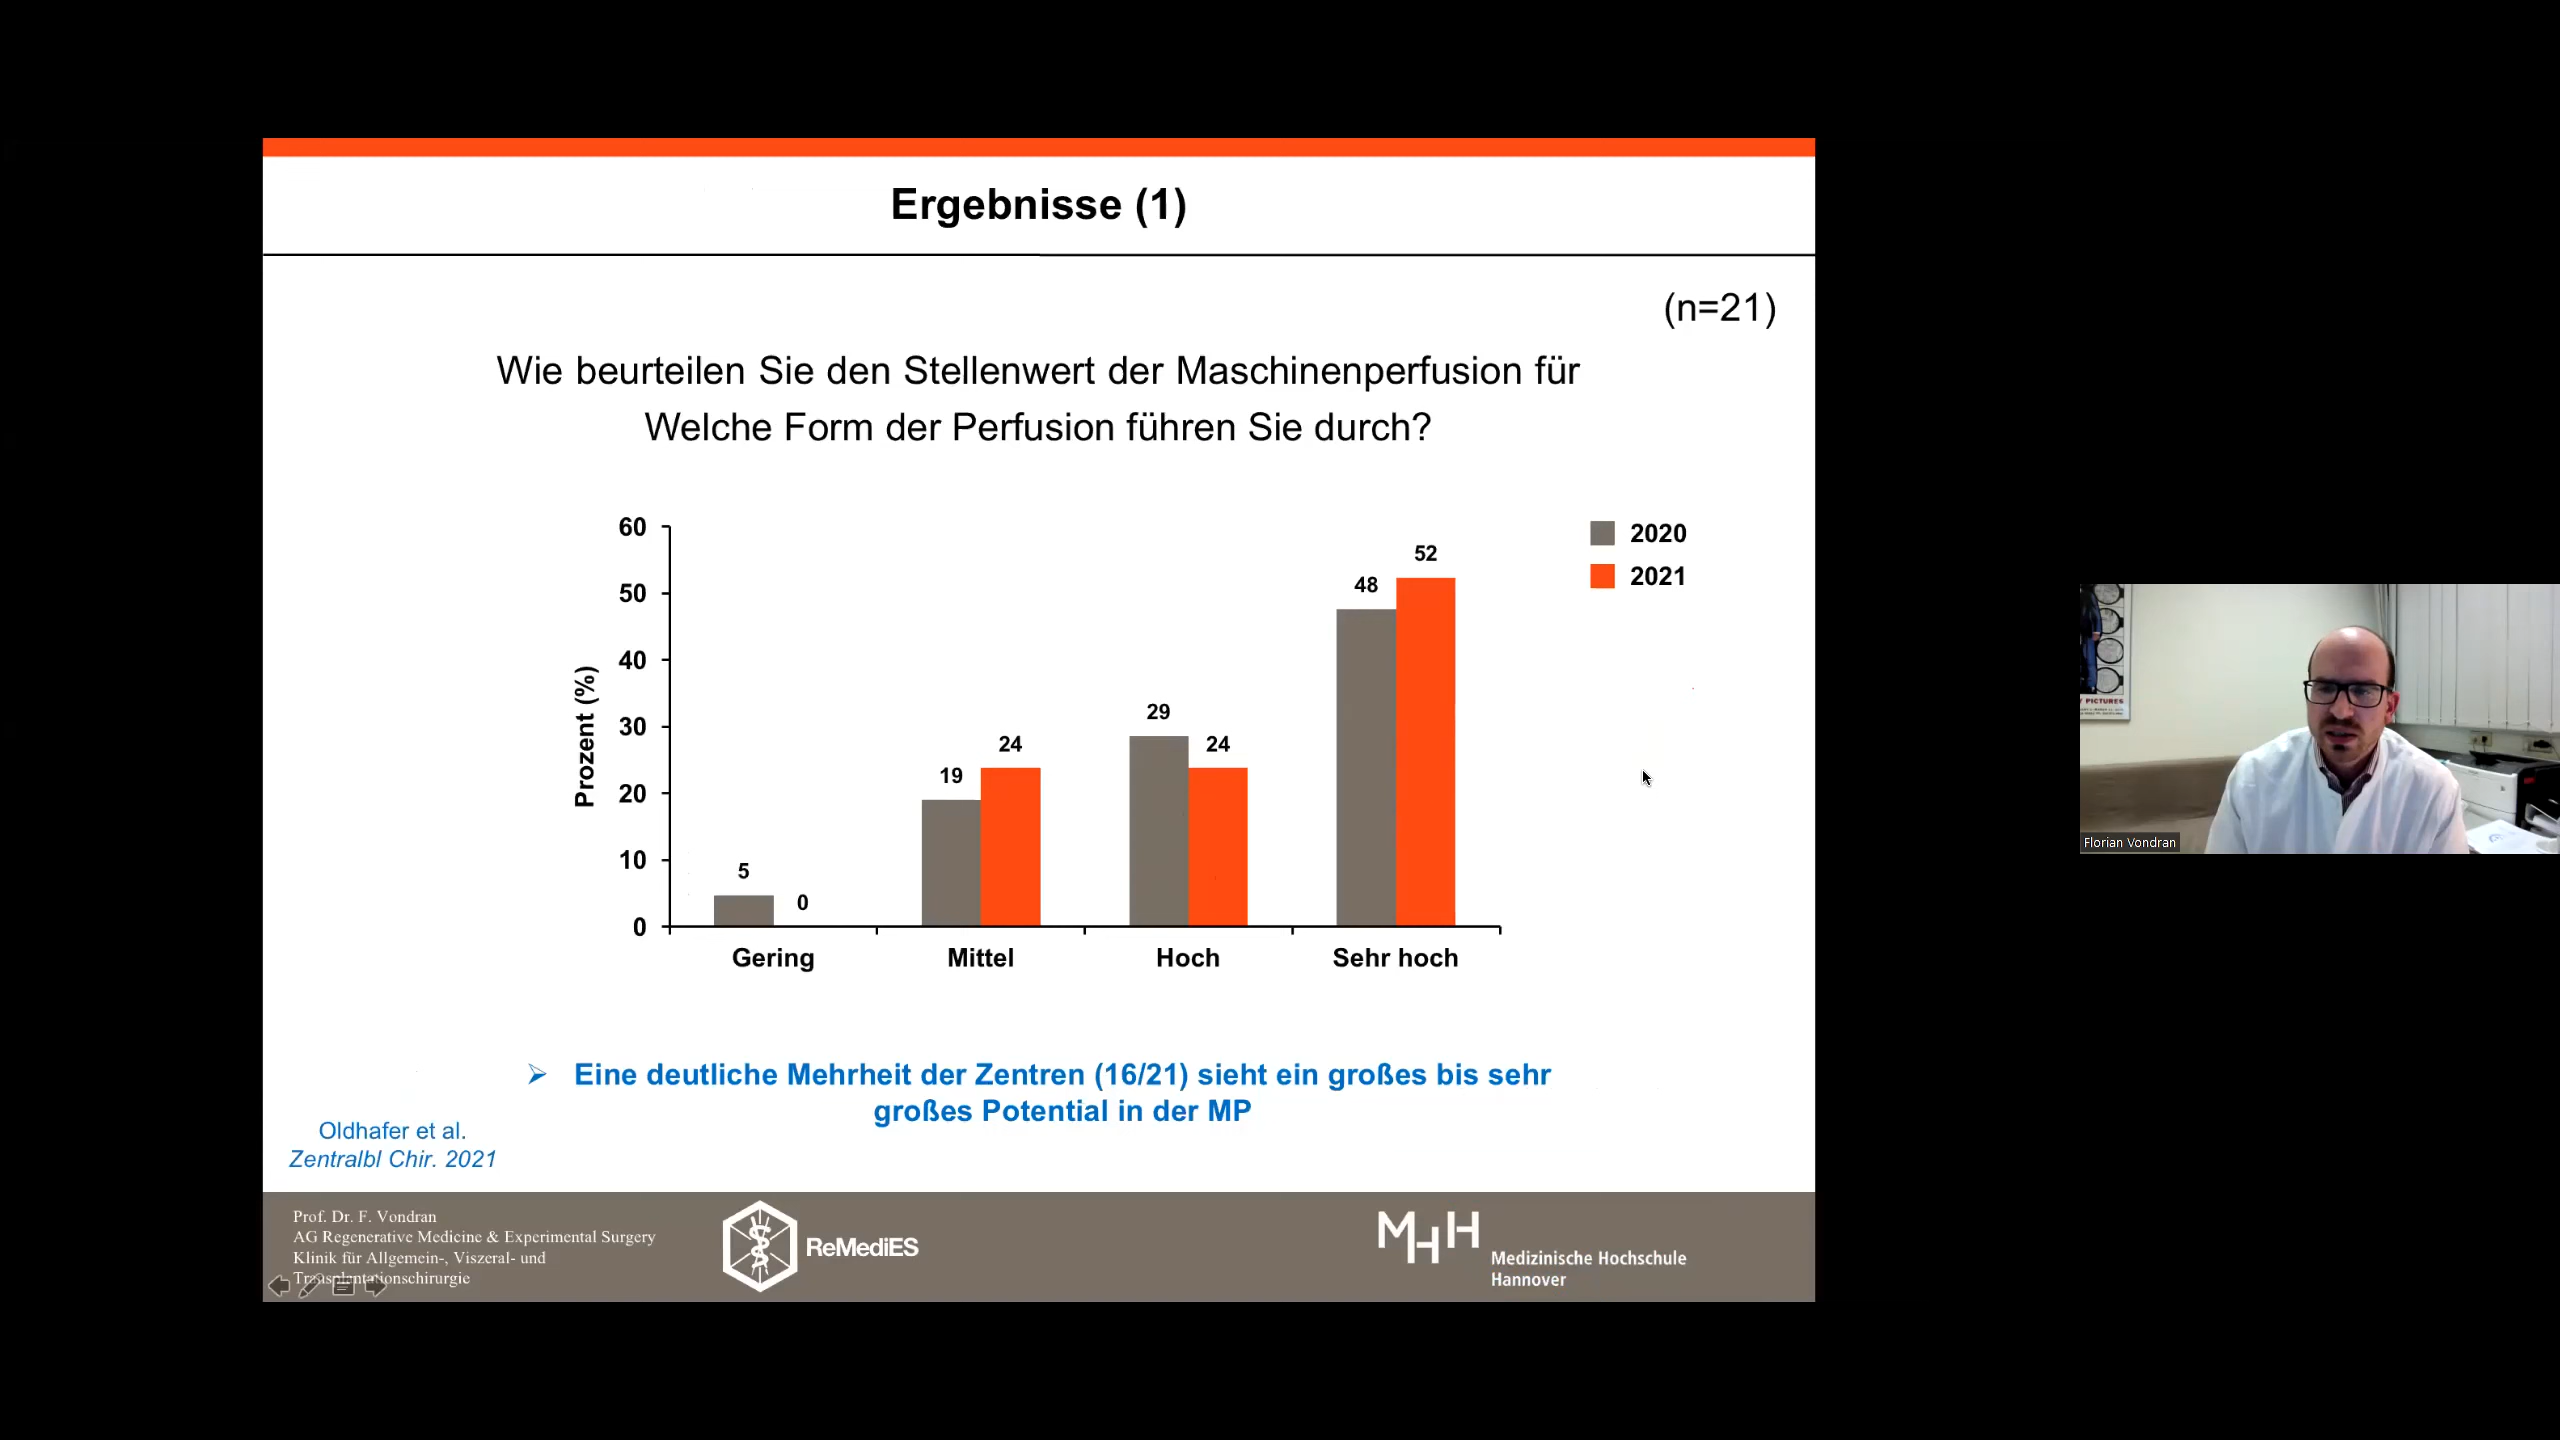 Ergebnisse (1)
(n=21)
Wie beurteilen Sie den Stellenwert der Maschinenperfusion für
Welche Form der Perfusion führen Sie durch?
2020
2021
Prozent (%)
60
50
40
30
20
10
0
5
0
19
24
29
24
48
52
Gering
Mittel
Hoch
Sehr hoch
Eine deutliche Mehrheit der Zentren (16/21) sieht ein großes bis sehr
großes Potential in der MP
Oldhafer et al.
Zentralbl Chir. 2021
Prof. Dr. F. Vondran
AG Regenerative Medicine & Experimental Surgery
Klinik für Allgemein-, Viszeral- und
Transplantationschirurgie
ReMediES
MHH
Medizinische Hochschule
Hannover
PICTURES
Florian Vondran